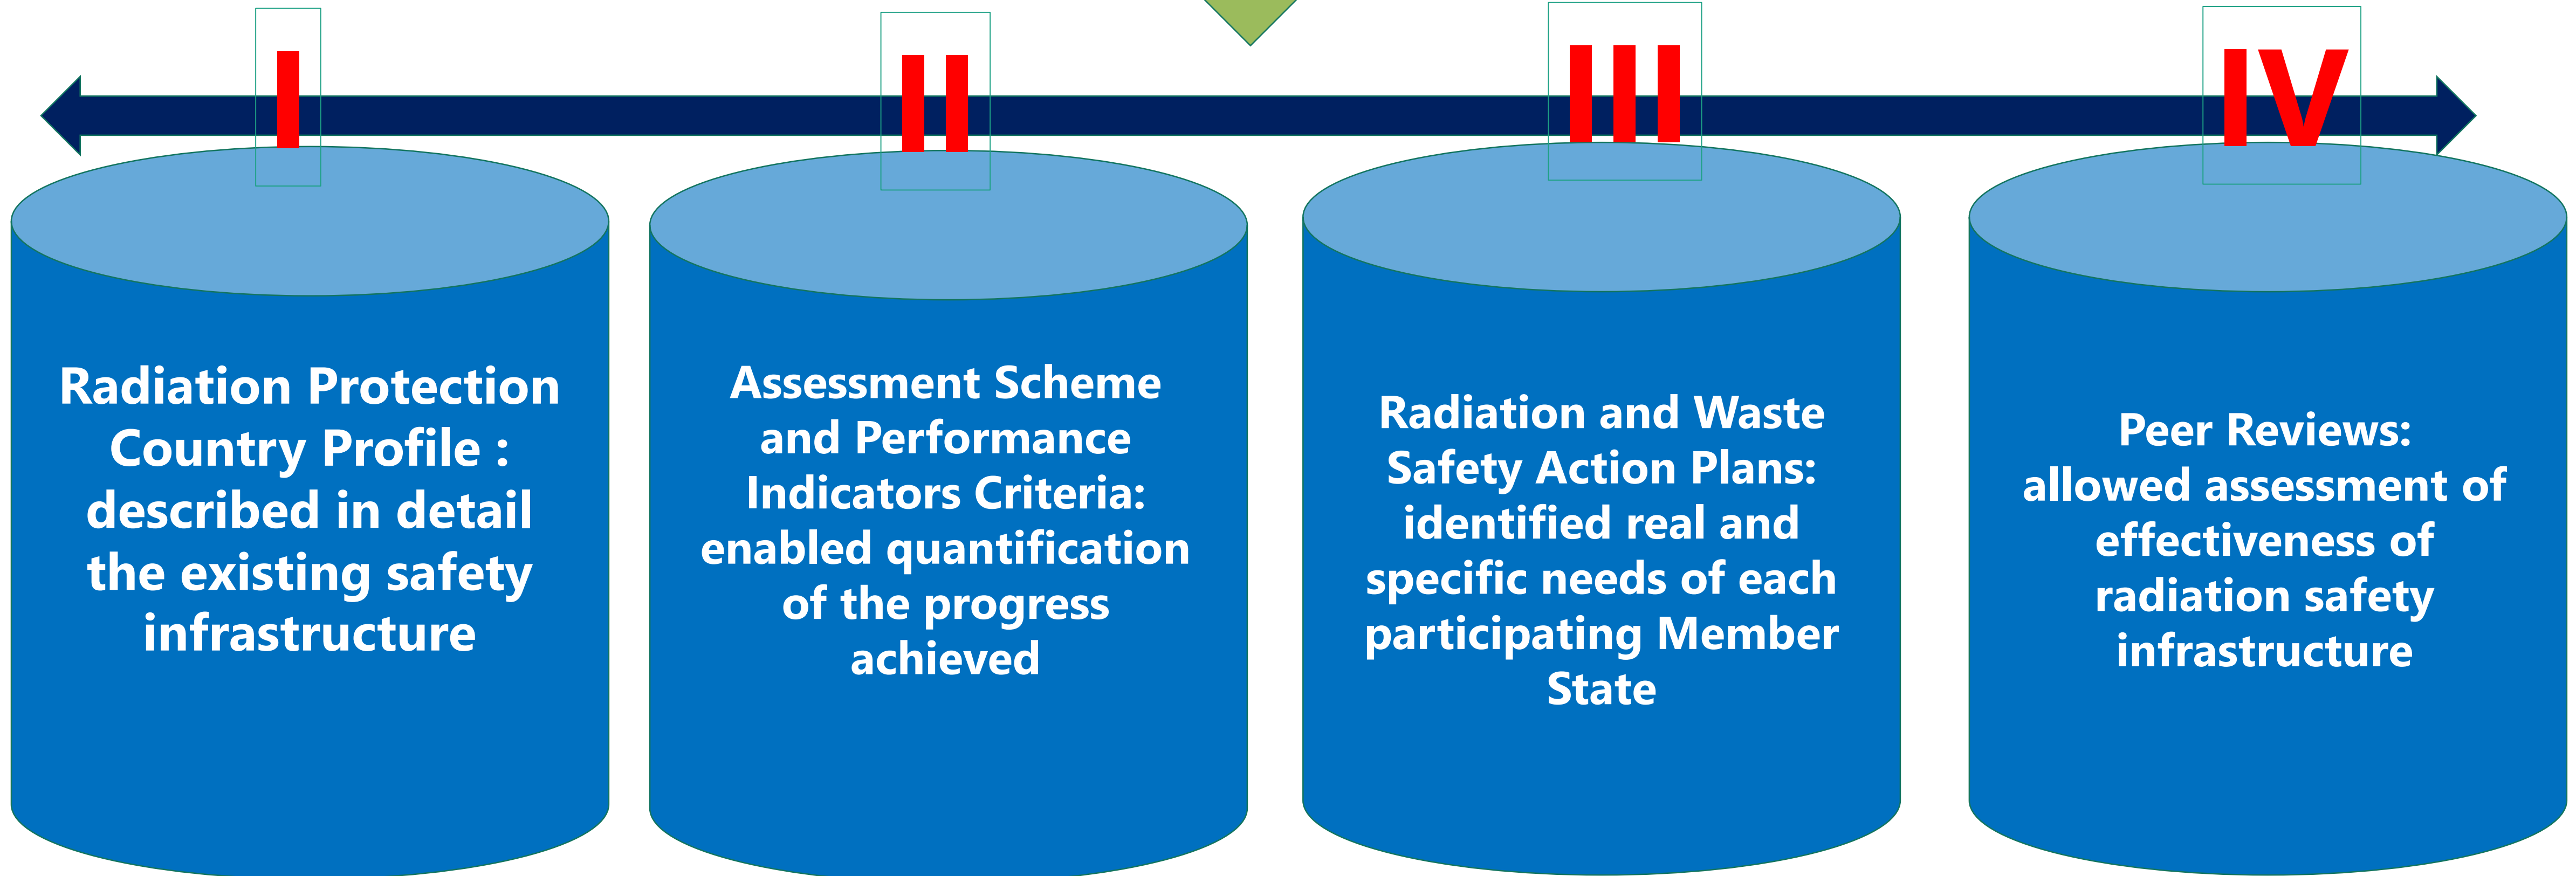 I
Radiation Protection
Country Profile :
described in detail
the existing safety
infrastructure
II
Assessment Scheme
and Performance
Indicators Criteria:
enabled quantification
of the progress
achieved
III
Radiation and Waste
Safety Action Plans:
identified real and
specific needs of each
participating Member
State
IV
Peer Reviews:
allowed assessment of
effectiveness of
radiation safety
infrastructure